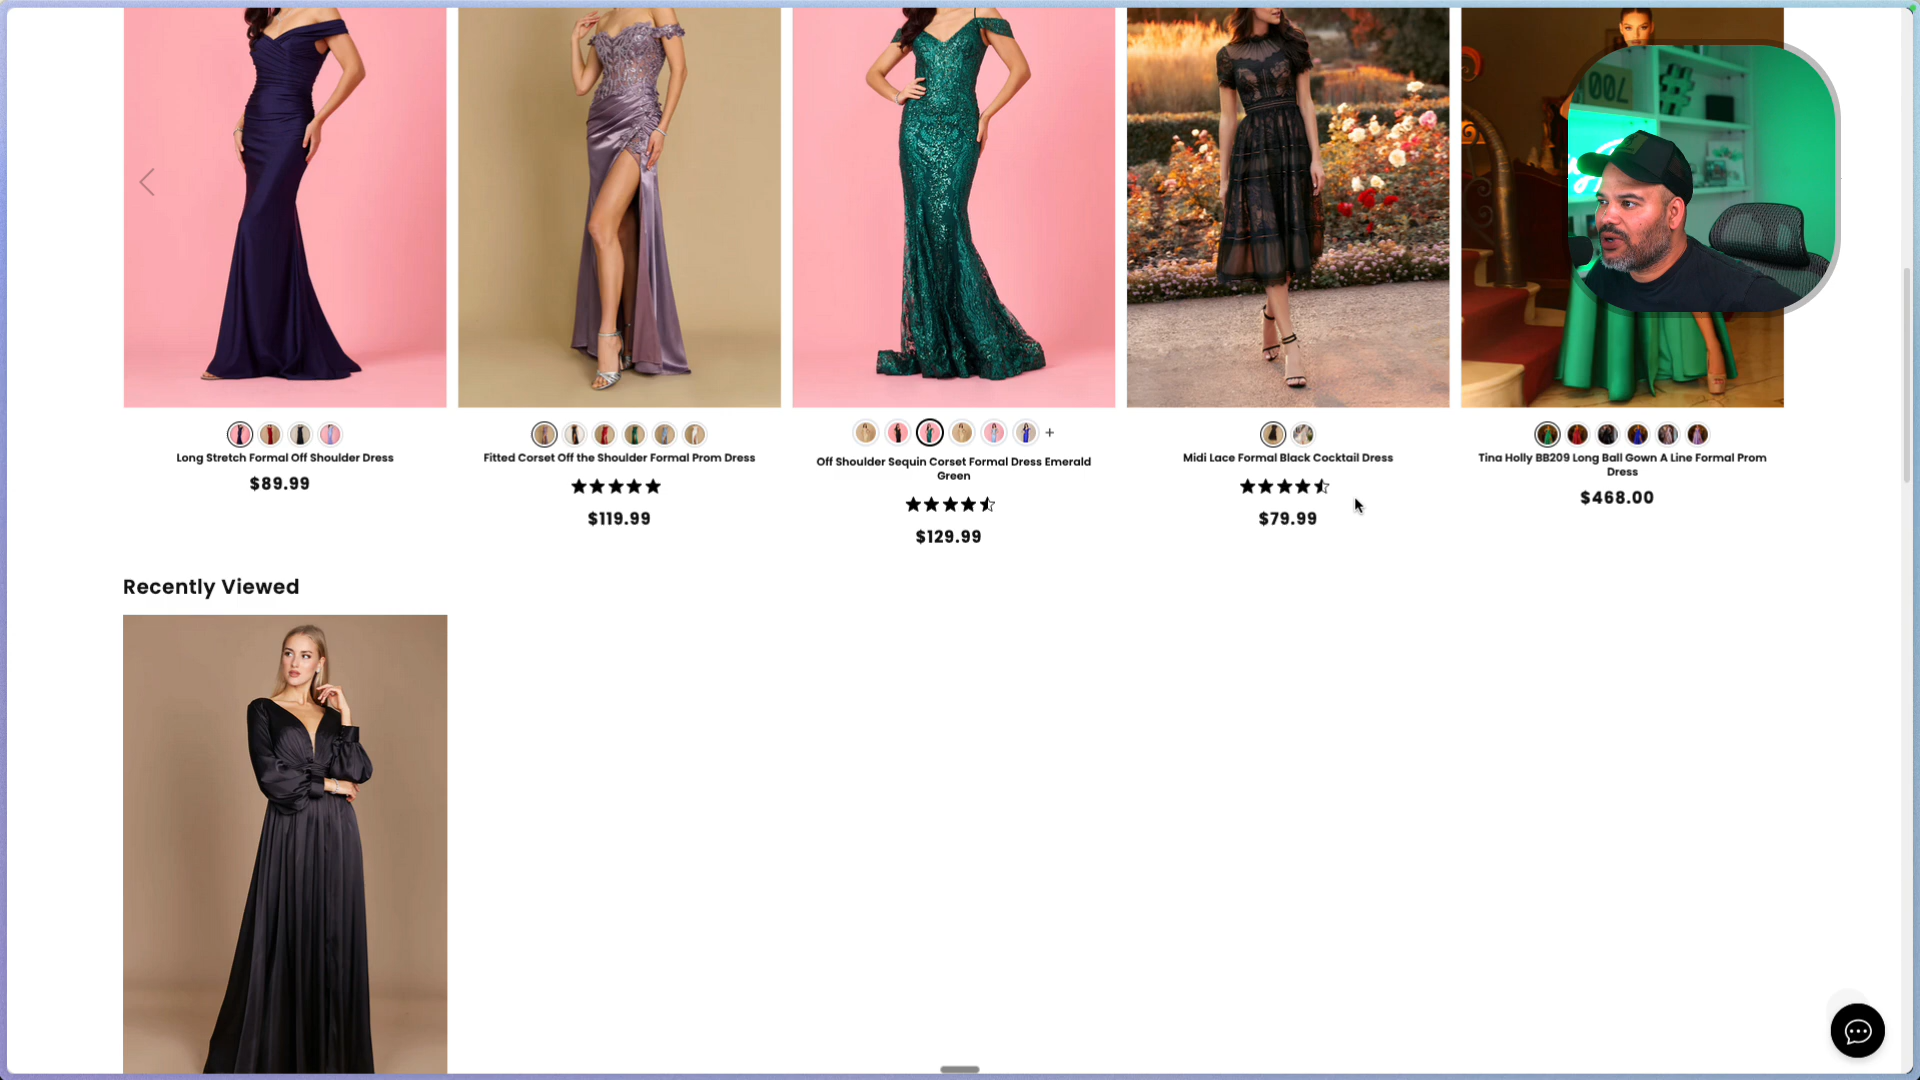 Long Stretch Formal Off Shoulder Dress
$89.99
Fitted Corset Off the Shoulder Formal Prom Dress
$119.99
Off Shoulder Sequin Corset Formal Dress Emerald
Green
$129.99
Midi Lace Formal Black Cocktail Dress
$79.99
Tina Holly BB209 Long Ball Gown A Line Formal Prom
Dress
$468.00
+
Recently Viewed